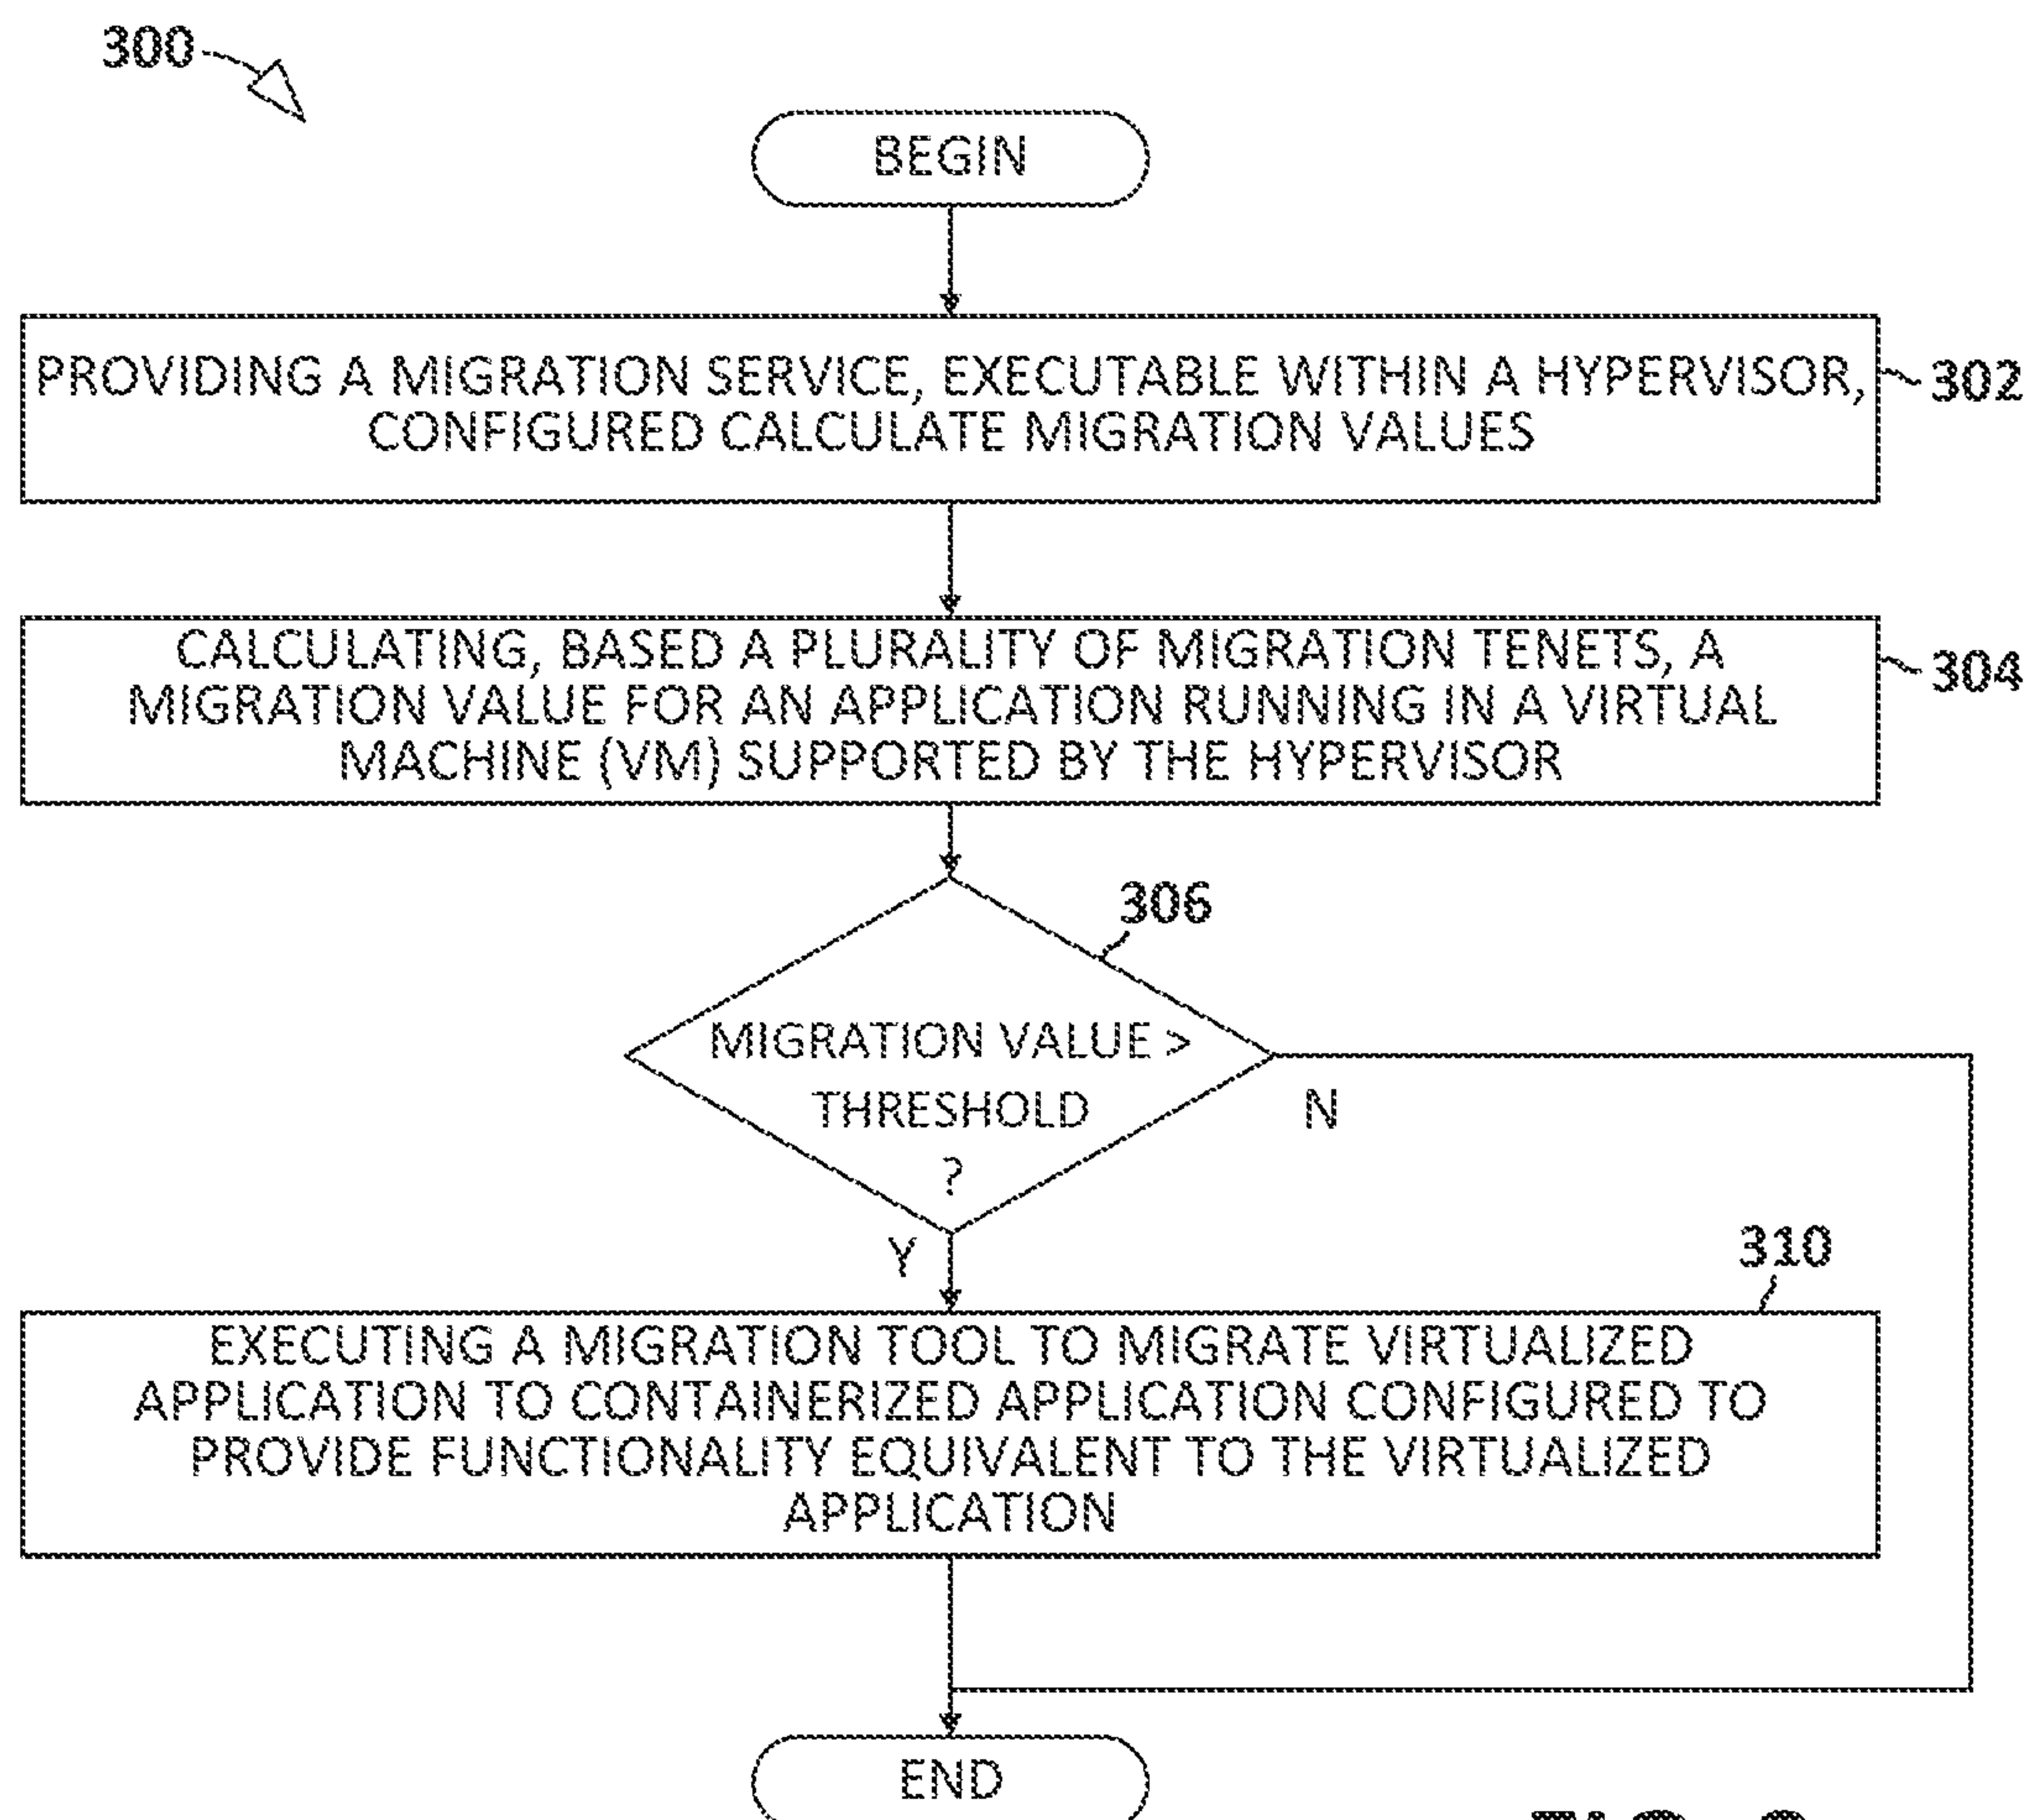 300
BEGIN
PROVIDING A MIGRATION SERVICE, EXECUTABLE WITHIN A HYPERVISOR,
CONFIGURED CALCULATE MIGRATION VALUES
302
CALCULATING, BASED A PLURALITY OF MIGRATION TENETS, A
MIGRATION VALUE FOR AN APPLICATION RUNNING IN A VIRTUAL
MACHINE (VM) SUPPORTED BY THE HYPERVISOR
304
306
MIGRATION VALUE >
THRESHOLD
?
N
Y
310
EXECUTING A MIGRATION TOOL TO MIGRATE VIRTUALIZED
APPLICATION TO CONTAINERIZED APPLICATION CONFIGURED TO
PROVIDE FUNCTIONALITY EQUIVALENT TO THE VIRTUALIZED
APPLICATION
END